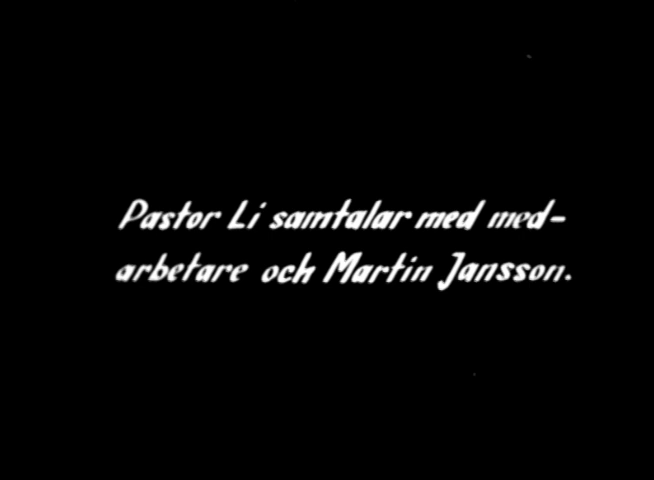 Pastor Li samtalar med med-
arbetare och Martin Jansson.